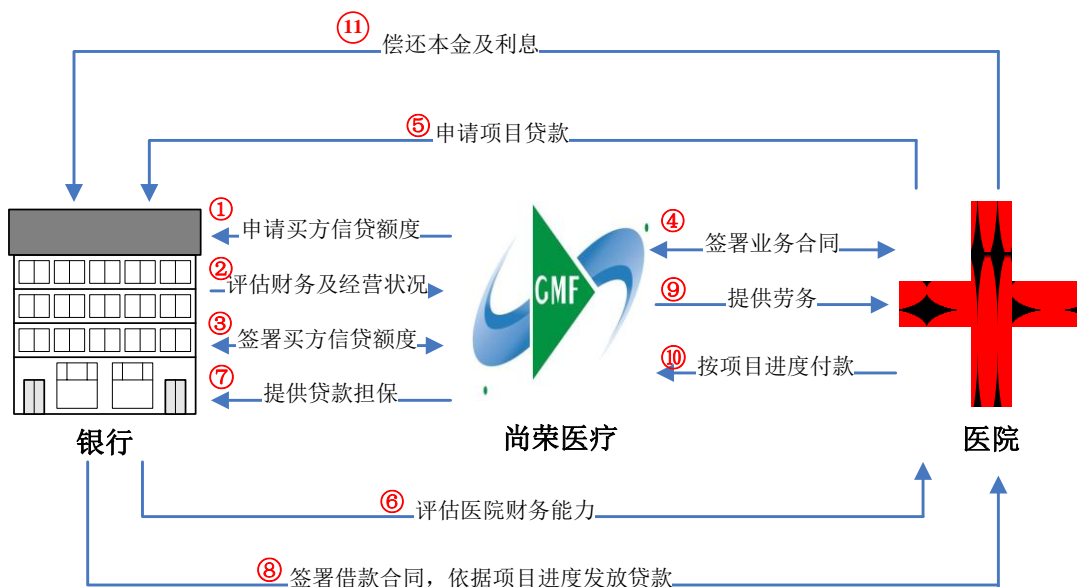 ⑪ 偿还本金及利息
⑤ 申请项目贷款
① 申请买方信贷额度
② 评估财务及经营状况
③ 签署买方信贷额度
⑦ 提供贷款担保
GMF
④ 签署业务合同
⑨ 提供劳务
⑩ 按项目进度付款
银行
尚荣医疗
医院
⑥ 评估医院财务能力
⑧ 签署借款合同，依据项目进度发放贷款